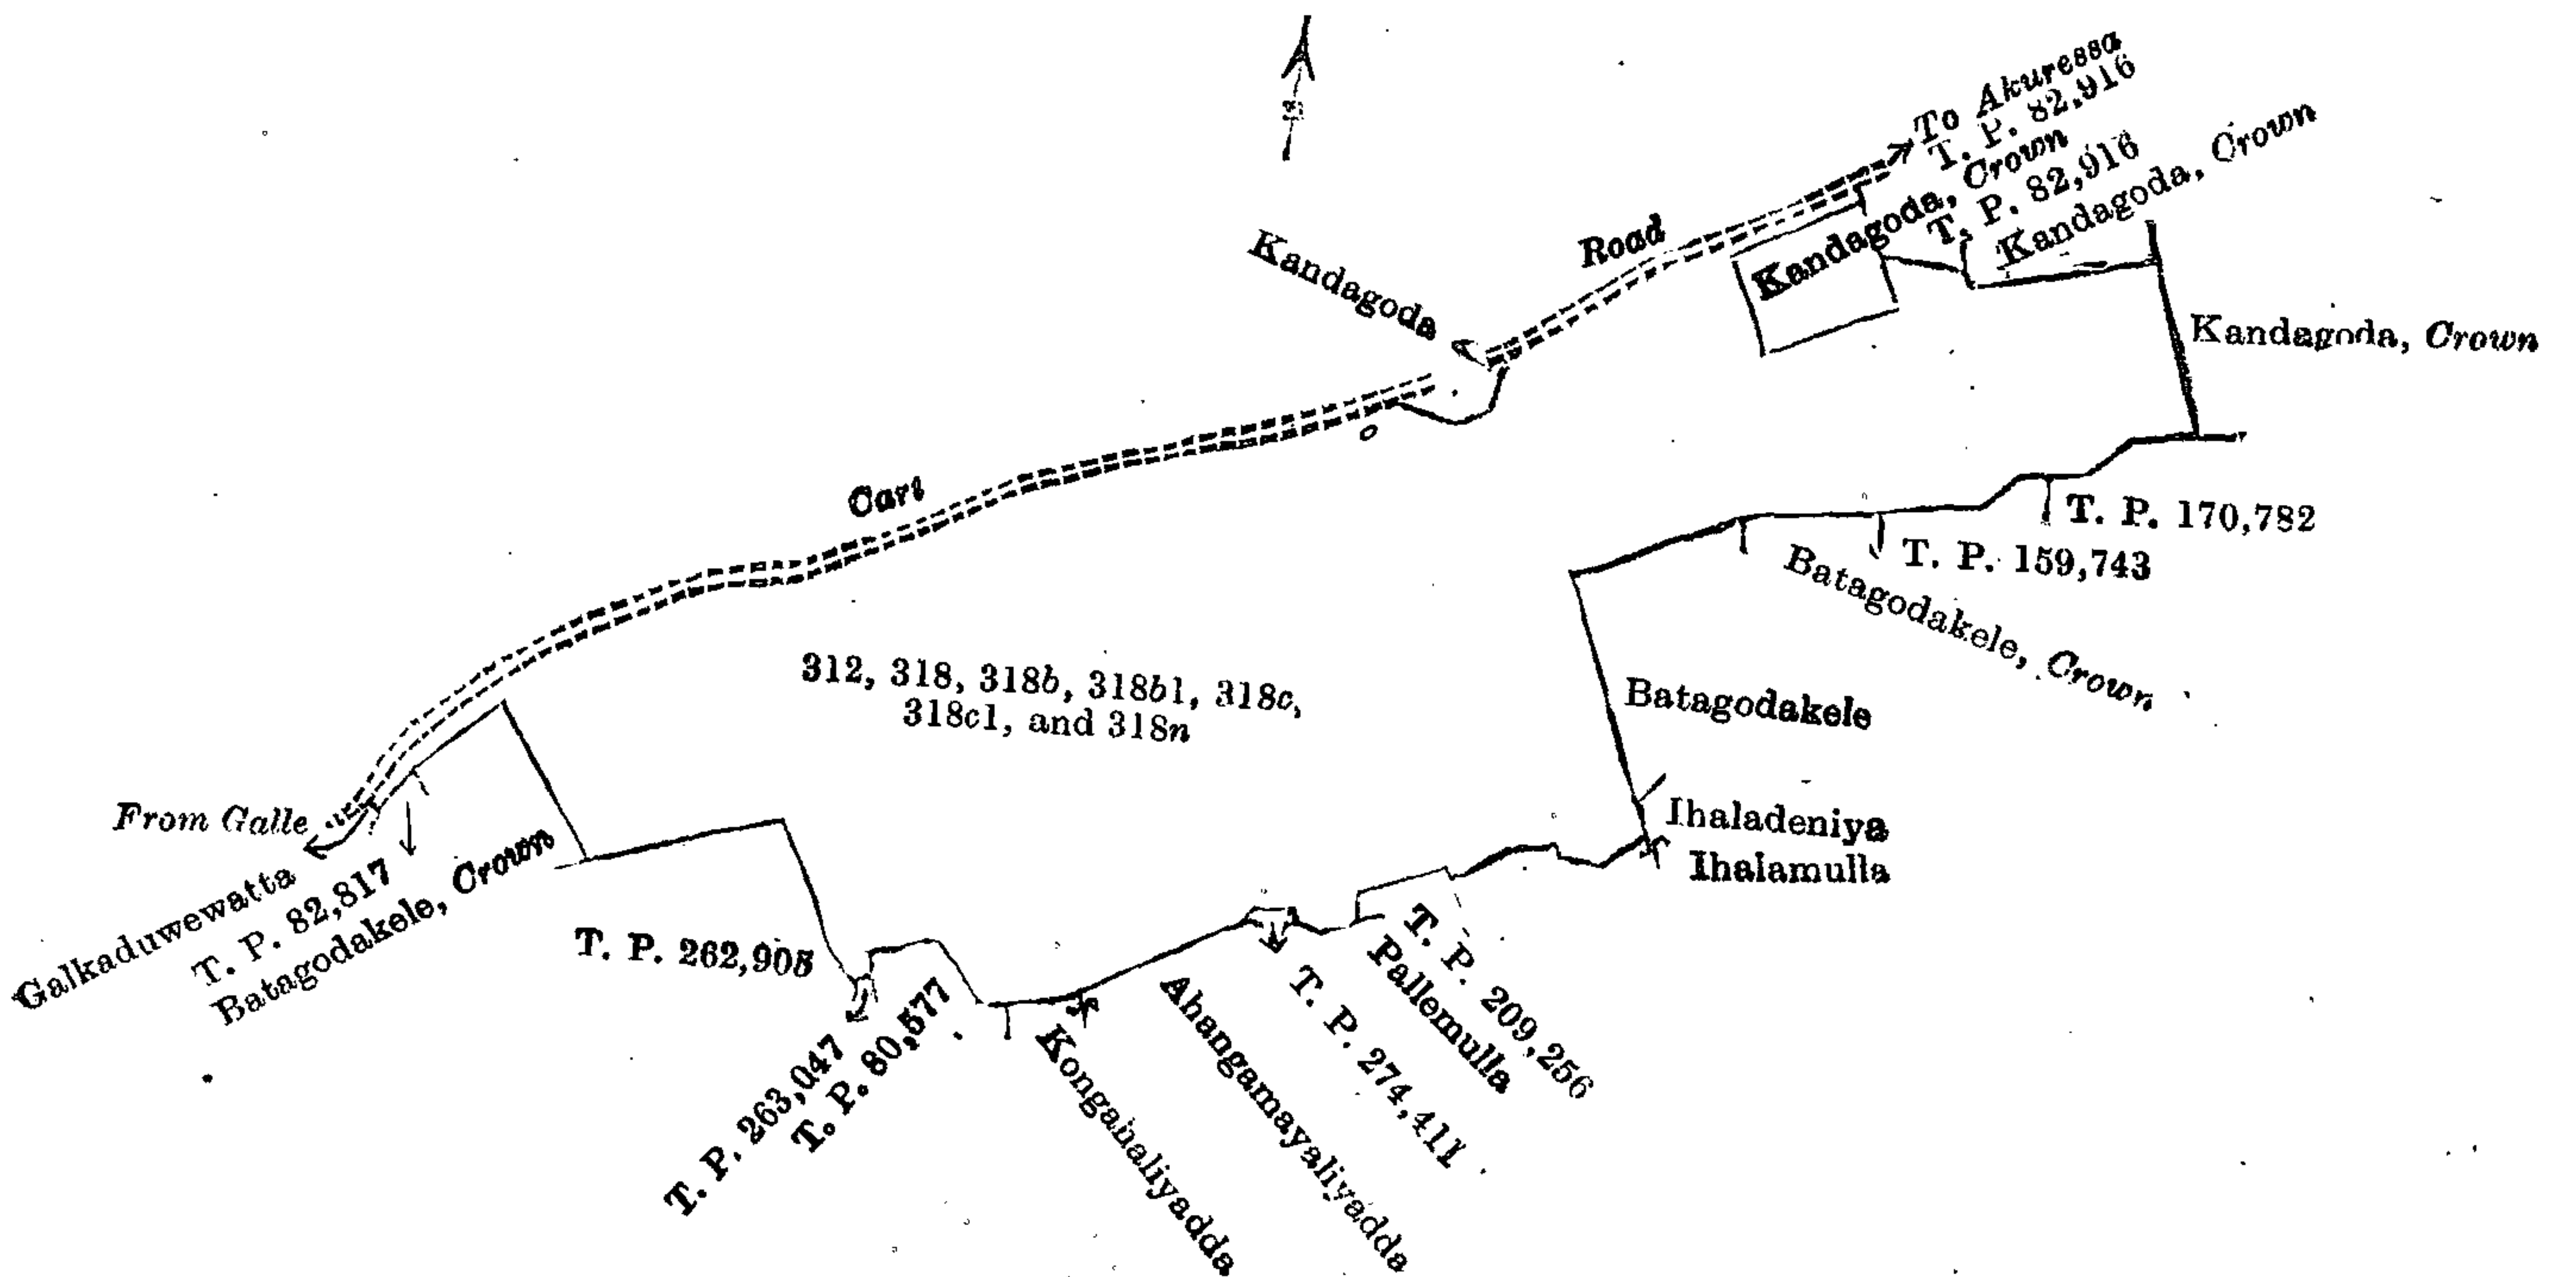 To Akuressa
T. P. 82,916
Kandagoda, Crown
T. P. 82,916
Kandagoda, Crown
Road
Kandagoda
Kandagoda, Crown
Cart
T. P. 170,782
T. P. 159,743
Batagodakele, Crown
312, 318, 318b, 318b1, 318c,
318c1, and 318n
Batagodakele
Ihaladeniya
Ihalamulla
From Galle
Galkaduwewatta
T. P. 82,817
Batagodakele, Crown
T. P. 262,905
T. P. 263,047
T. P. 80,577
Kongahaliyadda
Ahangamayaliyadda
T. P. 274,411
Pallemulla
T. P. 209,256